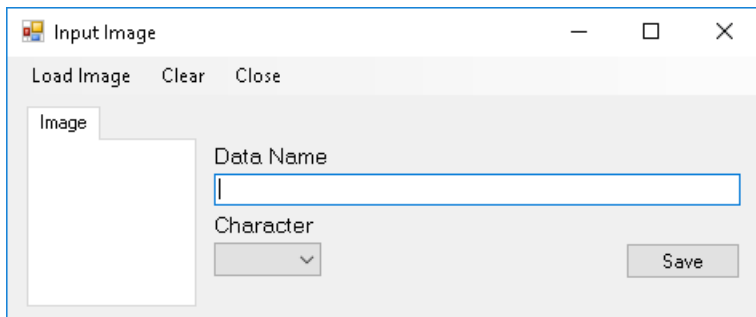 Input Image
Load Image Clear Close
Image
Data Name
Character
Save